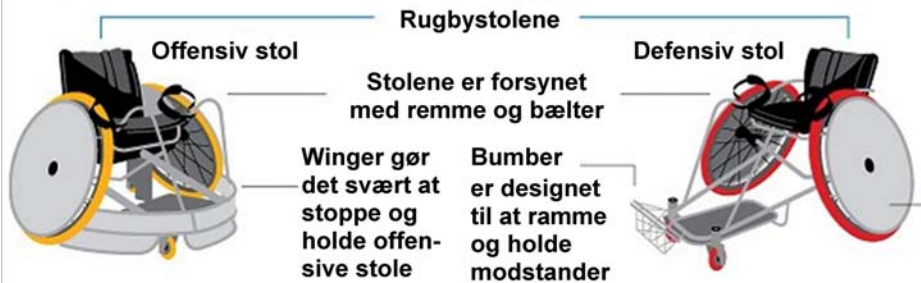 Rugbystolene
Offensiv stol
Defensiv stol
Stolene er forsynet
med remme og bælter
Winger gør
det svært at
stoppe og
holde offen-
sive stole
Bumber
er designet
til at ramme
og holde
modstander